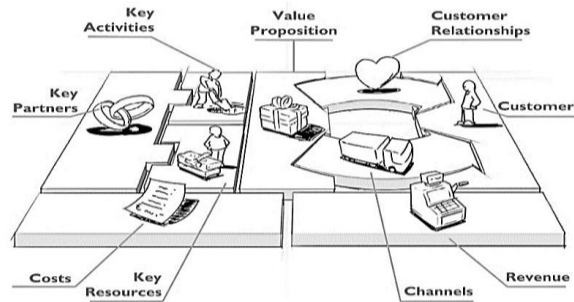 Key
Activities
Value
Proposition
Customer
Relationships
Key
Partners
Customer
Costs
Key
Resources
Channels
Revenue